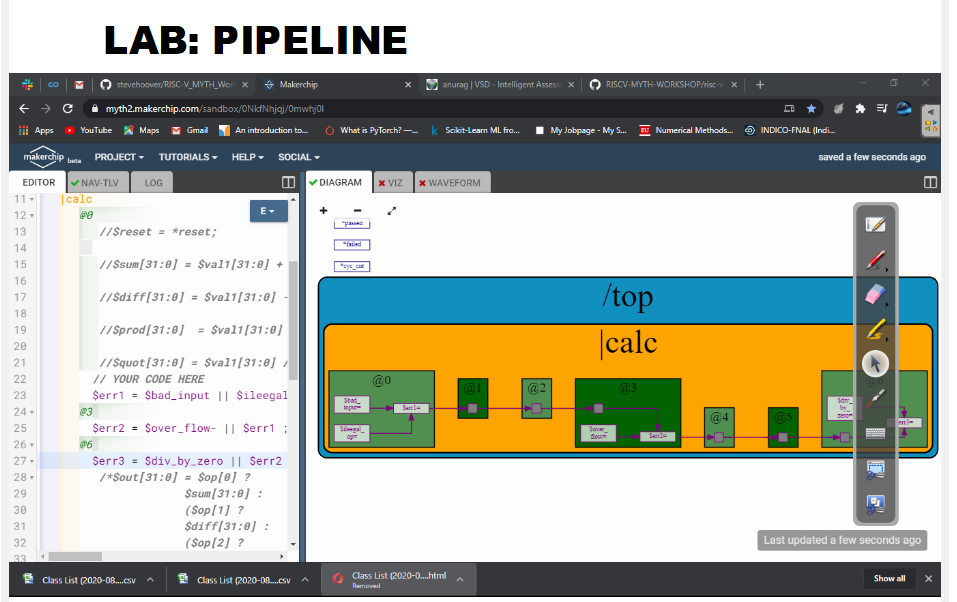 LAB: PIPELINE
stevehoover/RISC-V_MYTH_Wor
Makerchip
anurag | VSD - Intelligent Assess
RISCV-MYTH-WORKSHOP/risc-v
myth2.makerchip.com/sandbox/0NkfNhjqj/0mwhj0l
Apps YouTube Maps Gmail An introduction to... What is PyTorch? —... Scikit-Learn ML fro... My Jobpage - My S... Numerical Methods... INDICO-FNAL (Indi...
makerchip beta PROJECT TUTORIALS HELP SOCIAL saved a few seconds ago
EDITOR NAV-TLV LOG DIAGRAM VIZ WAVEFORM
E
11 |calc
12 @0
13 //$reset = *reset;
14
15 //$sum[31:0] = $val1[31:0] +
16
17 //$diff[31:0] = $val1[31:0] -
18
19 //$prod[31:0] = $val1[31:0]
20
21 //$quot[31:0] = $val1[31:0] /
22 // YOUR CODE HERE
23 $err1 = $bad_input || $ileegal
24 @3
25 $err2 = $over_flow- || $err1 ;
26 @6
27 $err3 = $div_by_zero || $err2
28 /*$out[31:0] = $op[0] ?
29 $sum[31:0] :
30 ($op[1] ?
31 $diff[31:0] :
32 ($op[2] ?
33
*passed
*failed
*cyc_cnt
/top
|calc
@0
$bad_
input=
$err1=
$ileegal_
op=
@1
@2
@3
$over_
flow=
$err2=
@4
@5
$div_
by_
zero=
err3=
Last updated a few seconds ago
Class List (2020-08....csv
Class List (2020-08....csv
Class List (2020-0....html
Removed
Show all